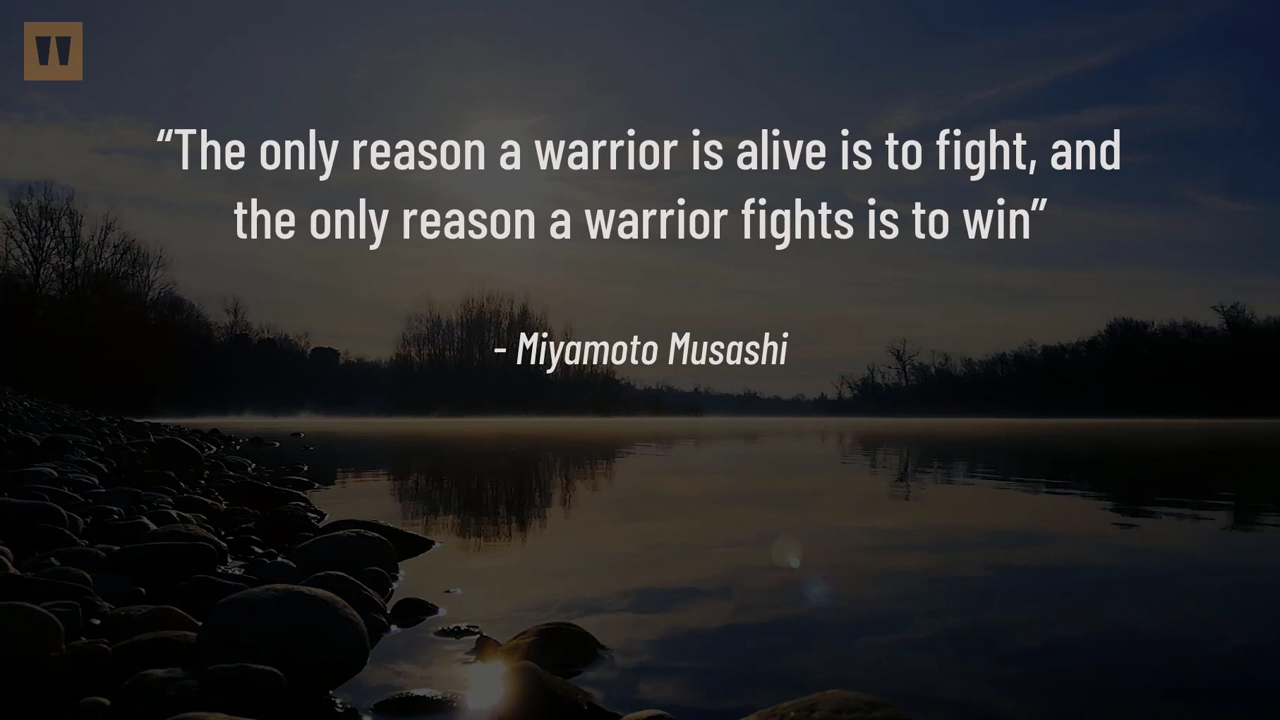 “The only reason a warrior is alive is to fight, and
the only reason a warrior fights is to win”
- Miyamoto Musashi